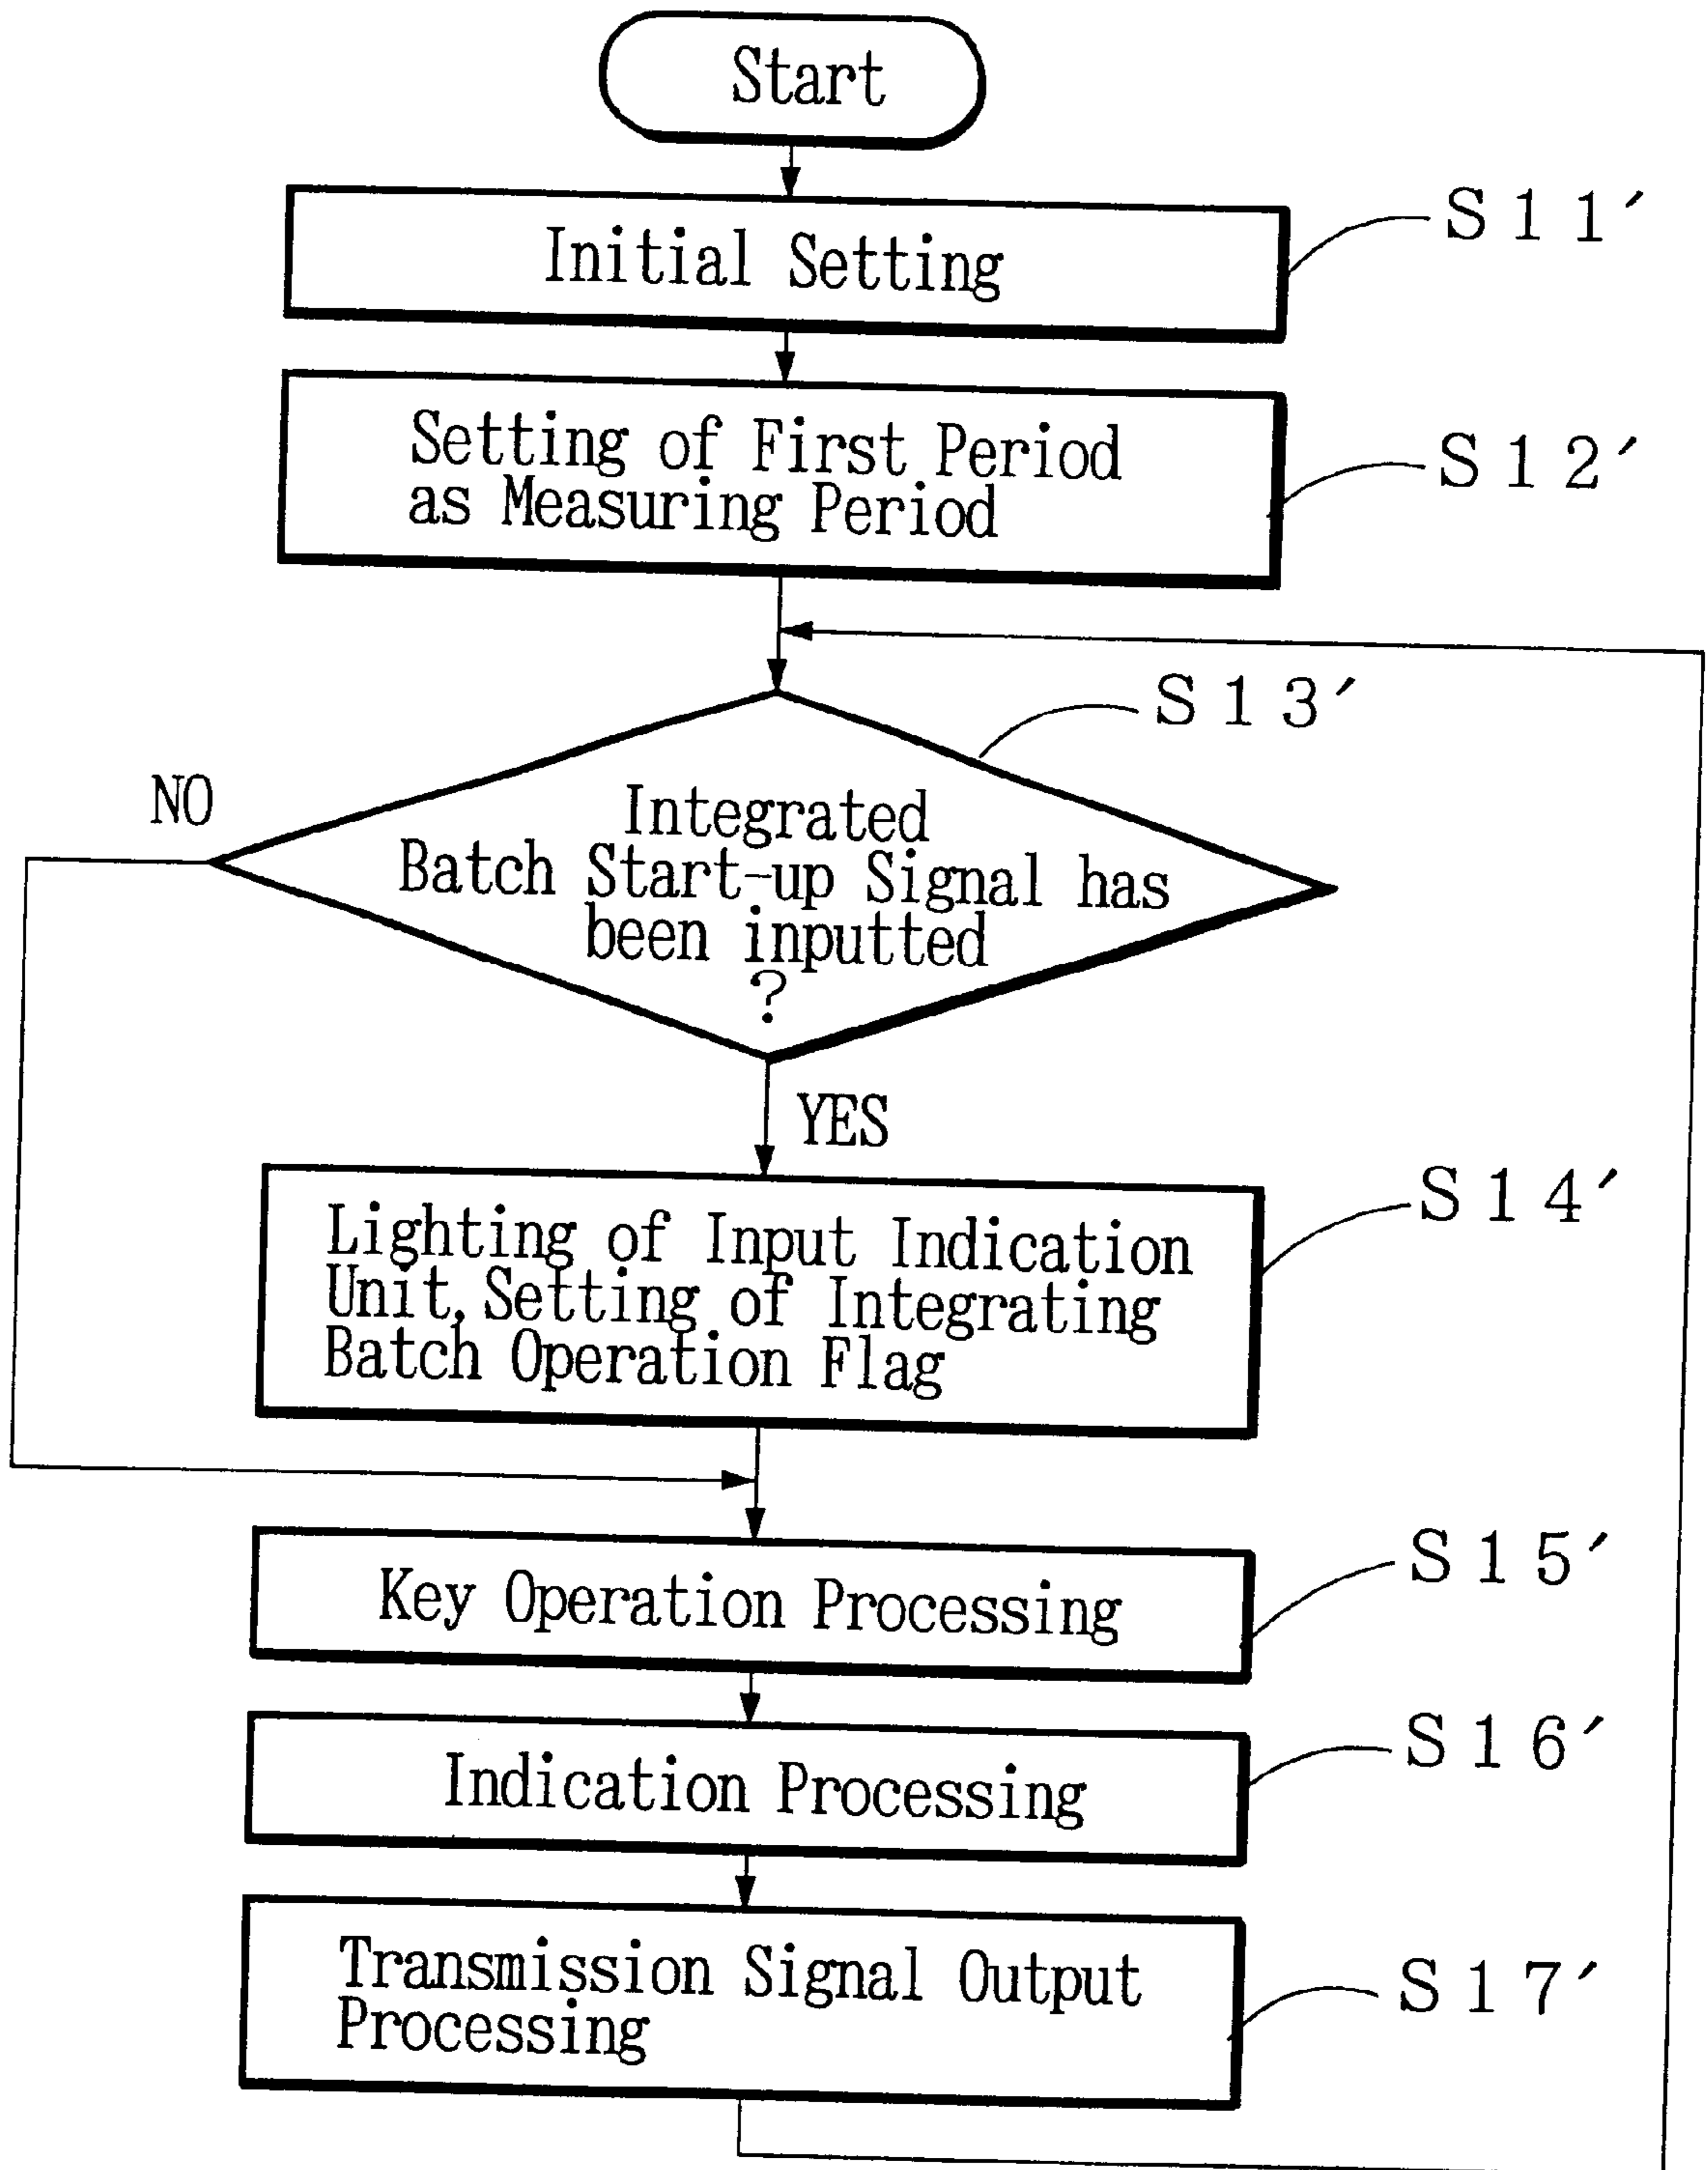 Start
Initial Setting
S11′
Setting of First Period
as Measuring Period
S12′
S13′
NO
Integrated
Batch Start-up Signal has
been inputted
?
YES
Lighting of Input Indication
Unit, Setting of Integrating
Batch Operation Flag
S14′
Key Operation Processing
S15′
Indication Processing
S16′
Transmission Signal Output
Processing
S17′